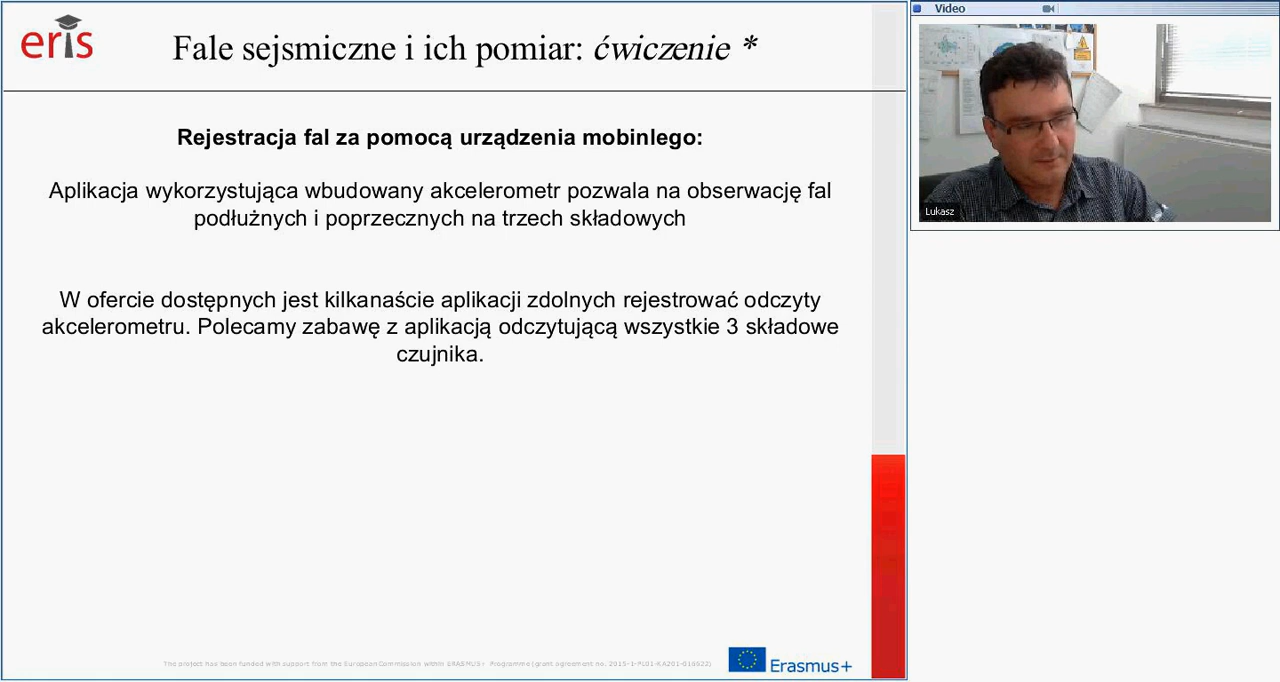 eris
Fale sejsmiczne i ich pomiar: ćwiczenie *
Rejestracja fal za pomocą urządzenia mobinlego:
Aplikacja wykorzystująca wbudowany akcelerometr pozwala na obserwację fal
podłużnych i poprzecznych na trzech składowych
W ofercie dostępnych jest kilkanaście aplikacji zdolnych rejestrować odczyty
akcelerometru. Polecamy zabawę z aplikacją odczytującą wszystkie 3 składowe
czujnika.
The project has been funded with support from the European Commission within ERASMUS+ Programme (grant agreement no. 2015-1-PL01-KA201-016622)
Erasmus+
Video
Lukasz